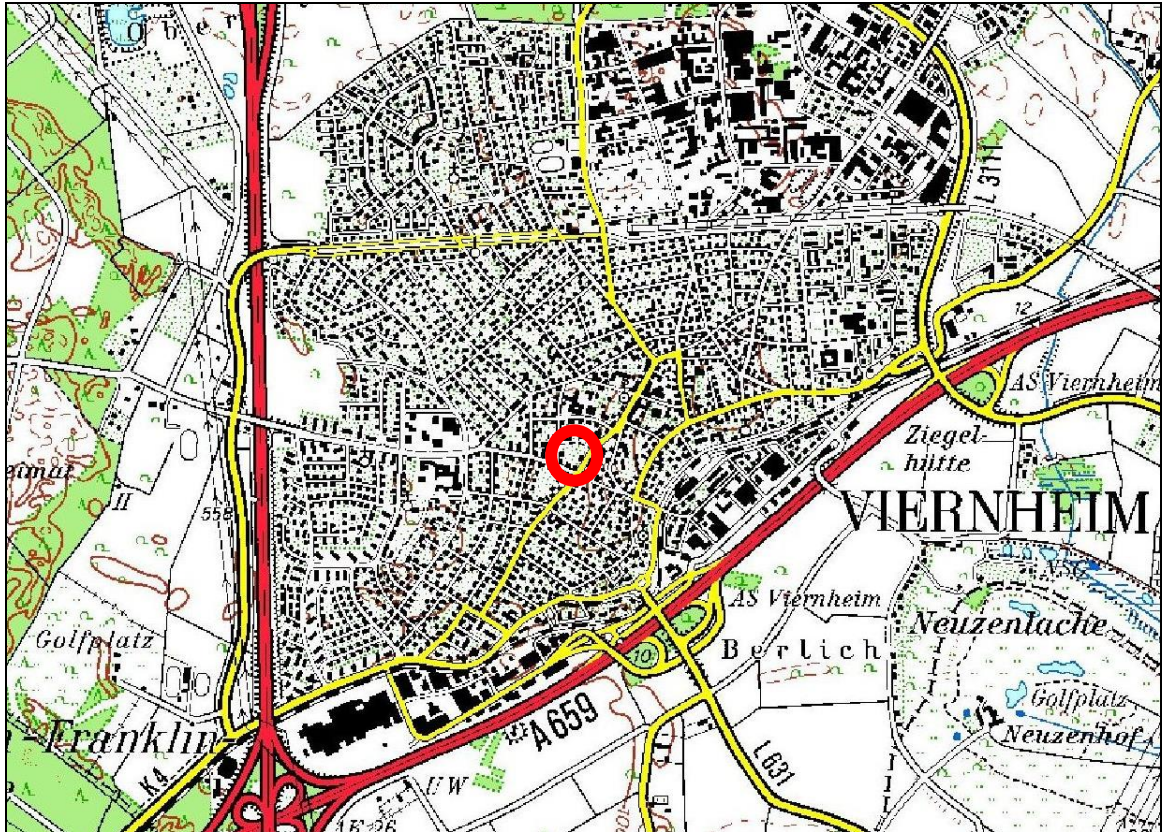 Ober
L 3111
12
AS Viernheim
Ziegel-
hütte
VIERNHEIM
558
AS Viernheim
Neuzenlache
Golfplatz
Berlich
10
Golfplatz
Neuzenhof
Franklin-
A 659
L 631
K 4
UW